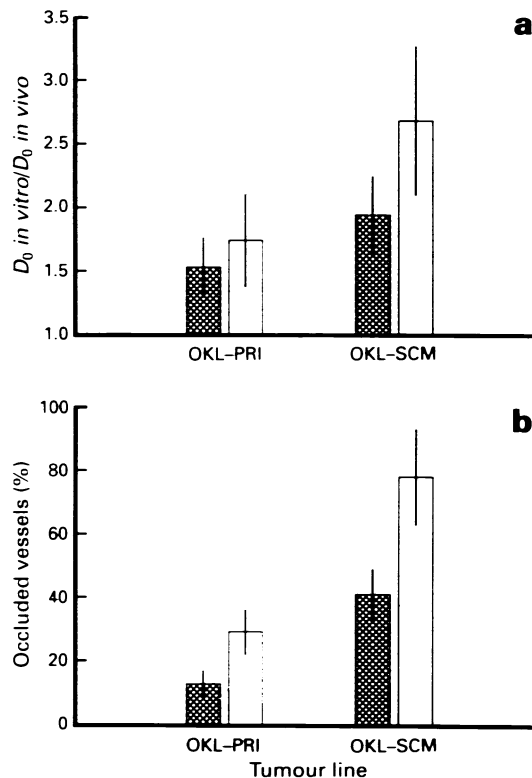 a
3.5
3.0
2.5
2.0
1.5
1.0
D₀ in vitro/D₀ in vivo
OKL–PRI OKL–SCM
b
100
80
60
40
20
0
Occluded vessels (%)
OKL–PRI OKL–SCM
Tumour line